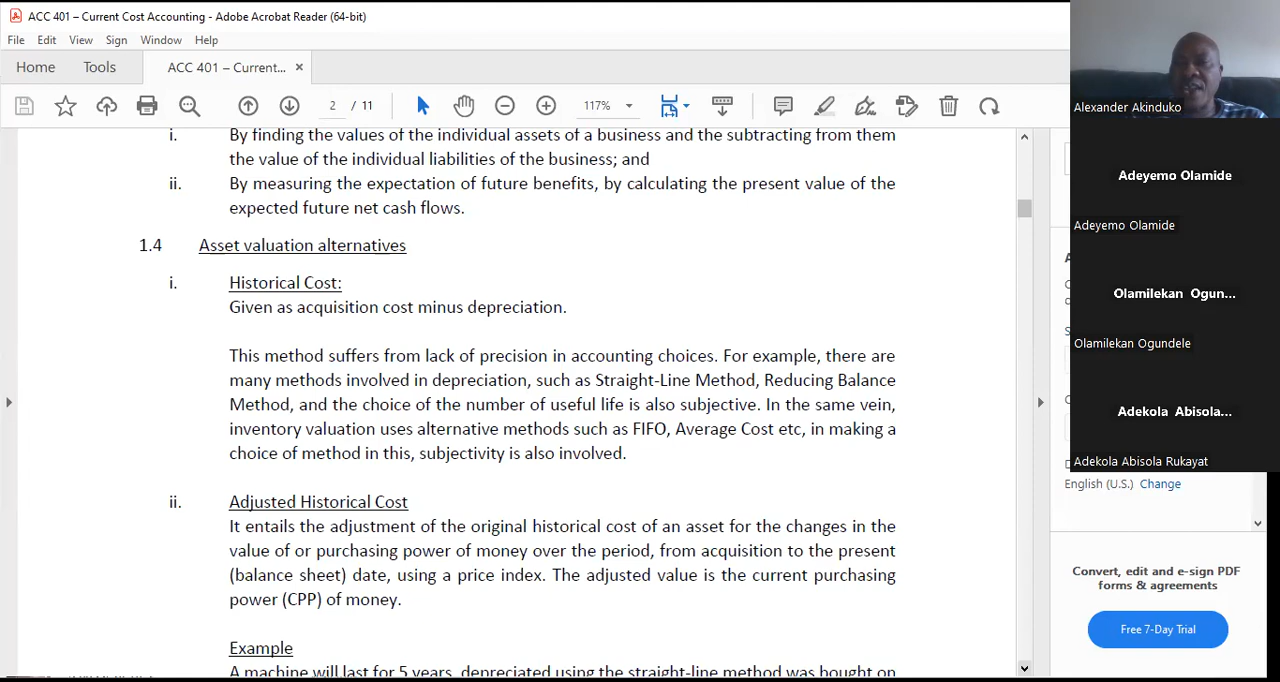 ACC 401 – Current Cost Accounting - Adobe Acrobat Reader (64-bit)
File Edit View Sign Window Help
Home Tools ACC 401 – Current... ×
2 / 11 117%
i. By finding the values of the individual assets of a business and the subtracting from them
the value of the individual liabilities of the business; and
ii. By measuring the expectation of future benefits, by calculating the present value of the
expected future net cash flows.
1.4 Asset valuation alternatives
i. Historical Cost:
Given as acquisition cost minus depreciation.
This method suffers from lack of precision in accounting choices. For example, there are
many methods involved in depreciation, such as Straight-Line Method, Reducing Balance
Method, and the choice of the number of useful life is also subjective. In the same vein,
inventory valuation uses alternative methods such as FIFO, Average Cost etc, in making a
choice of method in this, subjectivity is also involved.
ii. Adjusted Historical Cost
It entails the adjustment of the original historical cost of an asset for the changes in the
value of or purchasing power of money over the period, from acquisition to the present
(balance sheet) date, using a price index. The adjusted value is the current purchasing
power (CPP) of money.
Example
A machine will last for 5 years, depreciated using the straight-line method was bought on
Alexander Akinduko
Adeyemo Olamide
Adeyemo Olamide
Olamilekan Ogun...
Olamilekan Ogundele
Adekola Abisola...
Adekola Abisola Rukayat
English (U.S.) Change
Convert, edit and e-sign PDF
forms & agreements
Free 7-Day Trial